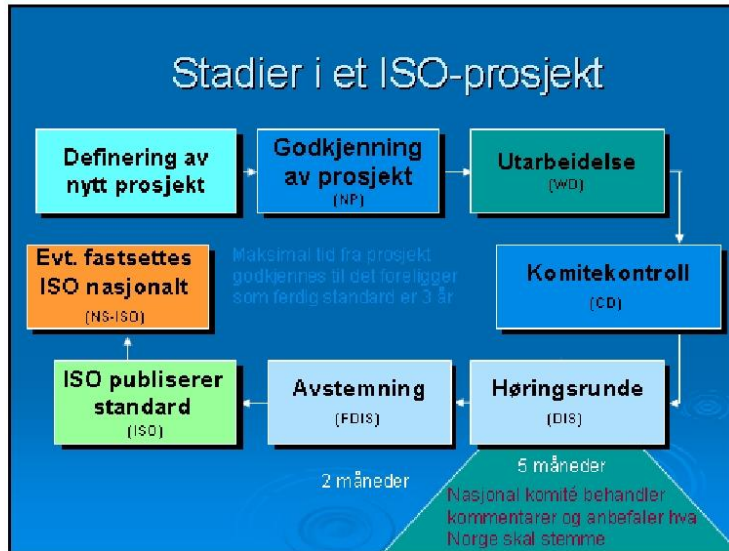 Stadier i et ISO-prosjekt
Definering av
nytt prosjekt
Godkjenning
av prosjekt
(NP)
Utarbeidelse
(WD)
Komitekontroll
(CD)
Høringsrunde
(DIS)
5 måneder
Nasjonal komité behandler
kommentarer og anbefaler hva
Norge skal stemme
Avstemning
(FDIS)
2 måneder
ISO publiserer
standard
(ISO)
Evt. fastsettes
ISO nasjonalt
(NS-ISO)
Maksimal tid fra prosjekt
godkjennes til det foreligger
som ferdig standard er 3 år